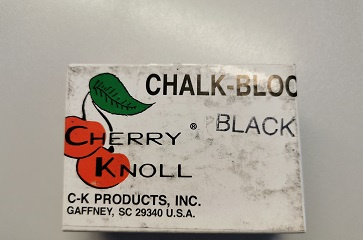 CHALK-BLOC
CHERRY ® BLACK
KNOLL
C-K PRODUCTS, INC.
GAFFNEY, SC 29340 U.S.A.